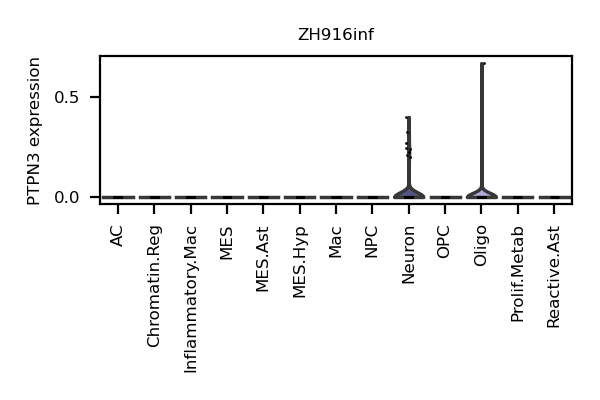 ZH916inf
PTPN3 expression
0.5
0.0
AC
Chromatin.Reg
Inflammatory.Mac
MES
MES.Ast
MES.Hyp
Mac
NPC
Neuron
OPC
Oligo
Prolif.Metab
Reactive.Ast